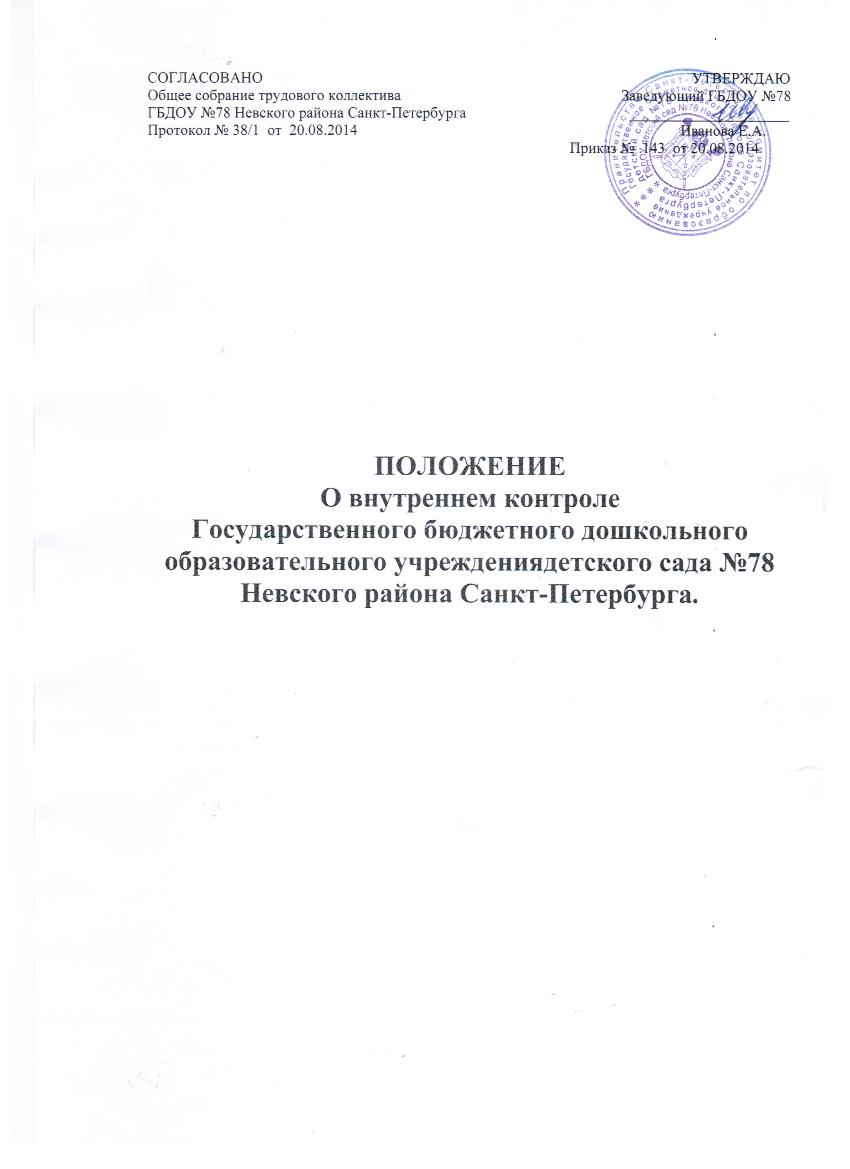 СОГЛАСОВАНО
Общее собрание трудового коллектива
ГБДОУ №78 Невского района Санкт-Петербурга
Протокол № 38/1 от 20.08.2014
УТВЕРЖДАЮ
Заведующий ГБДОУ №78
Иванова Е.А.
Приказ № 143 от 20.08.2014
ПОЛОЖЕНИЕ
О внутреннем контроле
Государственного бюджетного дошкольного
образовательного учреждениядетского сада №78
Невского района Санкт-Петербурга.